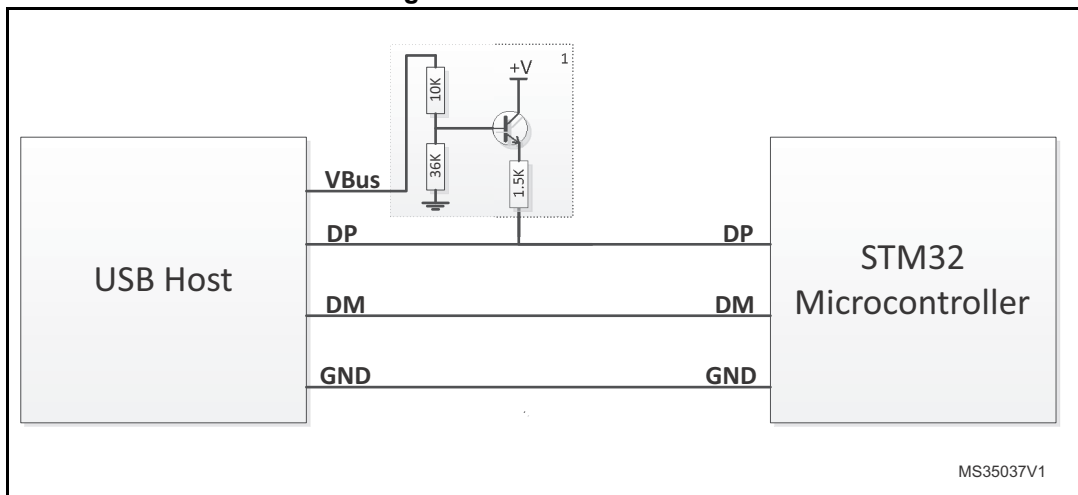 1
+V
10K
36K
1.5K
VBus
DP
DP
USB Host
STM32
Microcontroller
DM
DM
GND
GND
MS35037V1